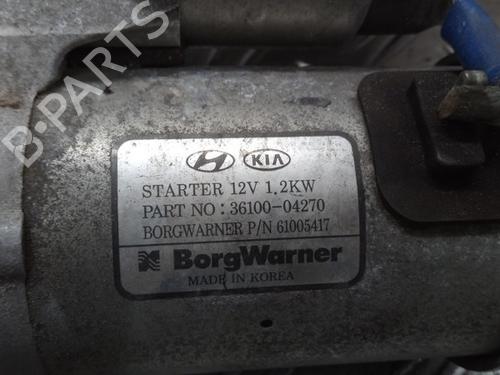 KIA
STARTER 12V 1.2KW
PART NO : 36100-04270
BORGWARNER P/N 61005417
BorgWarner
MADE IN KOREA
B-PARTS